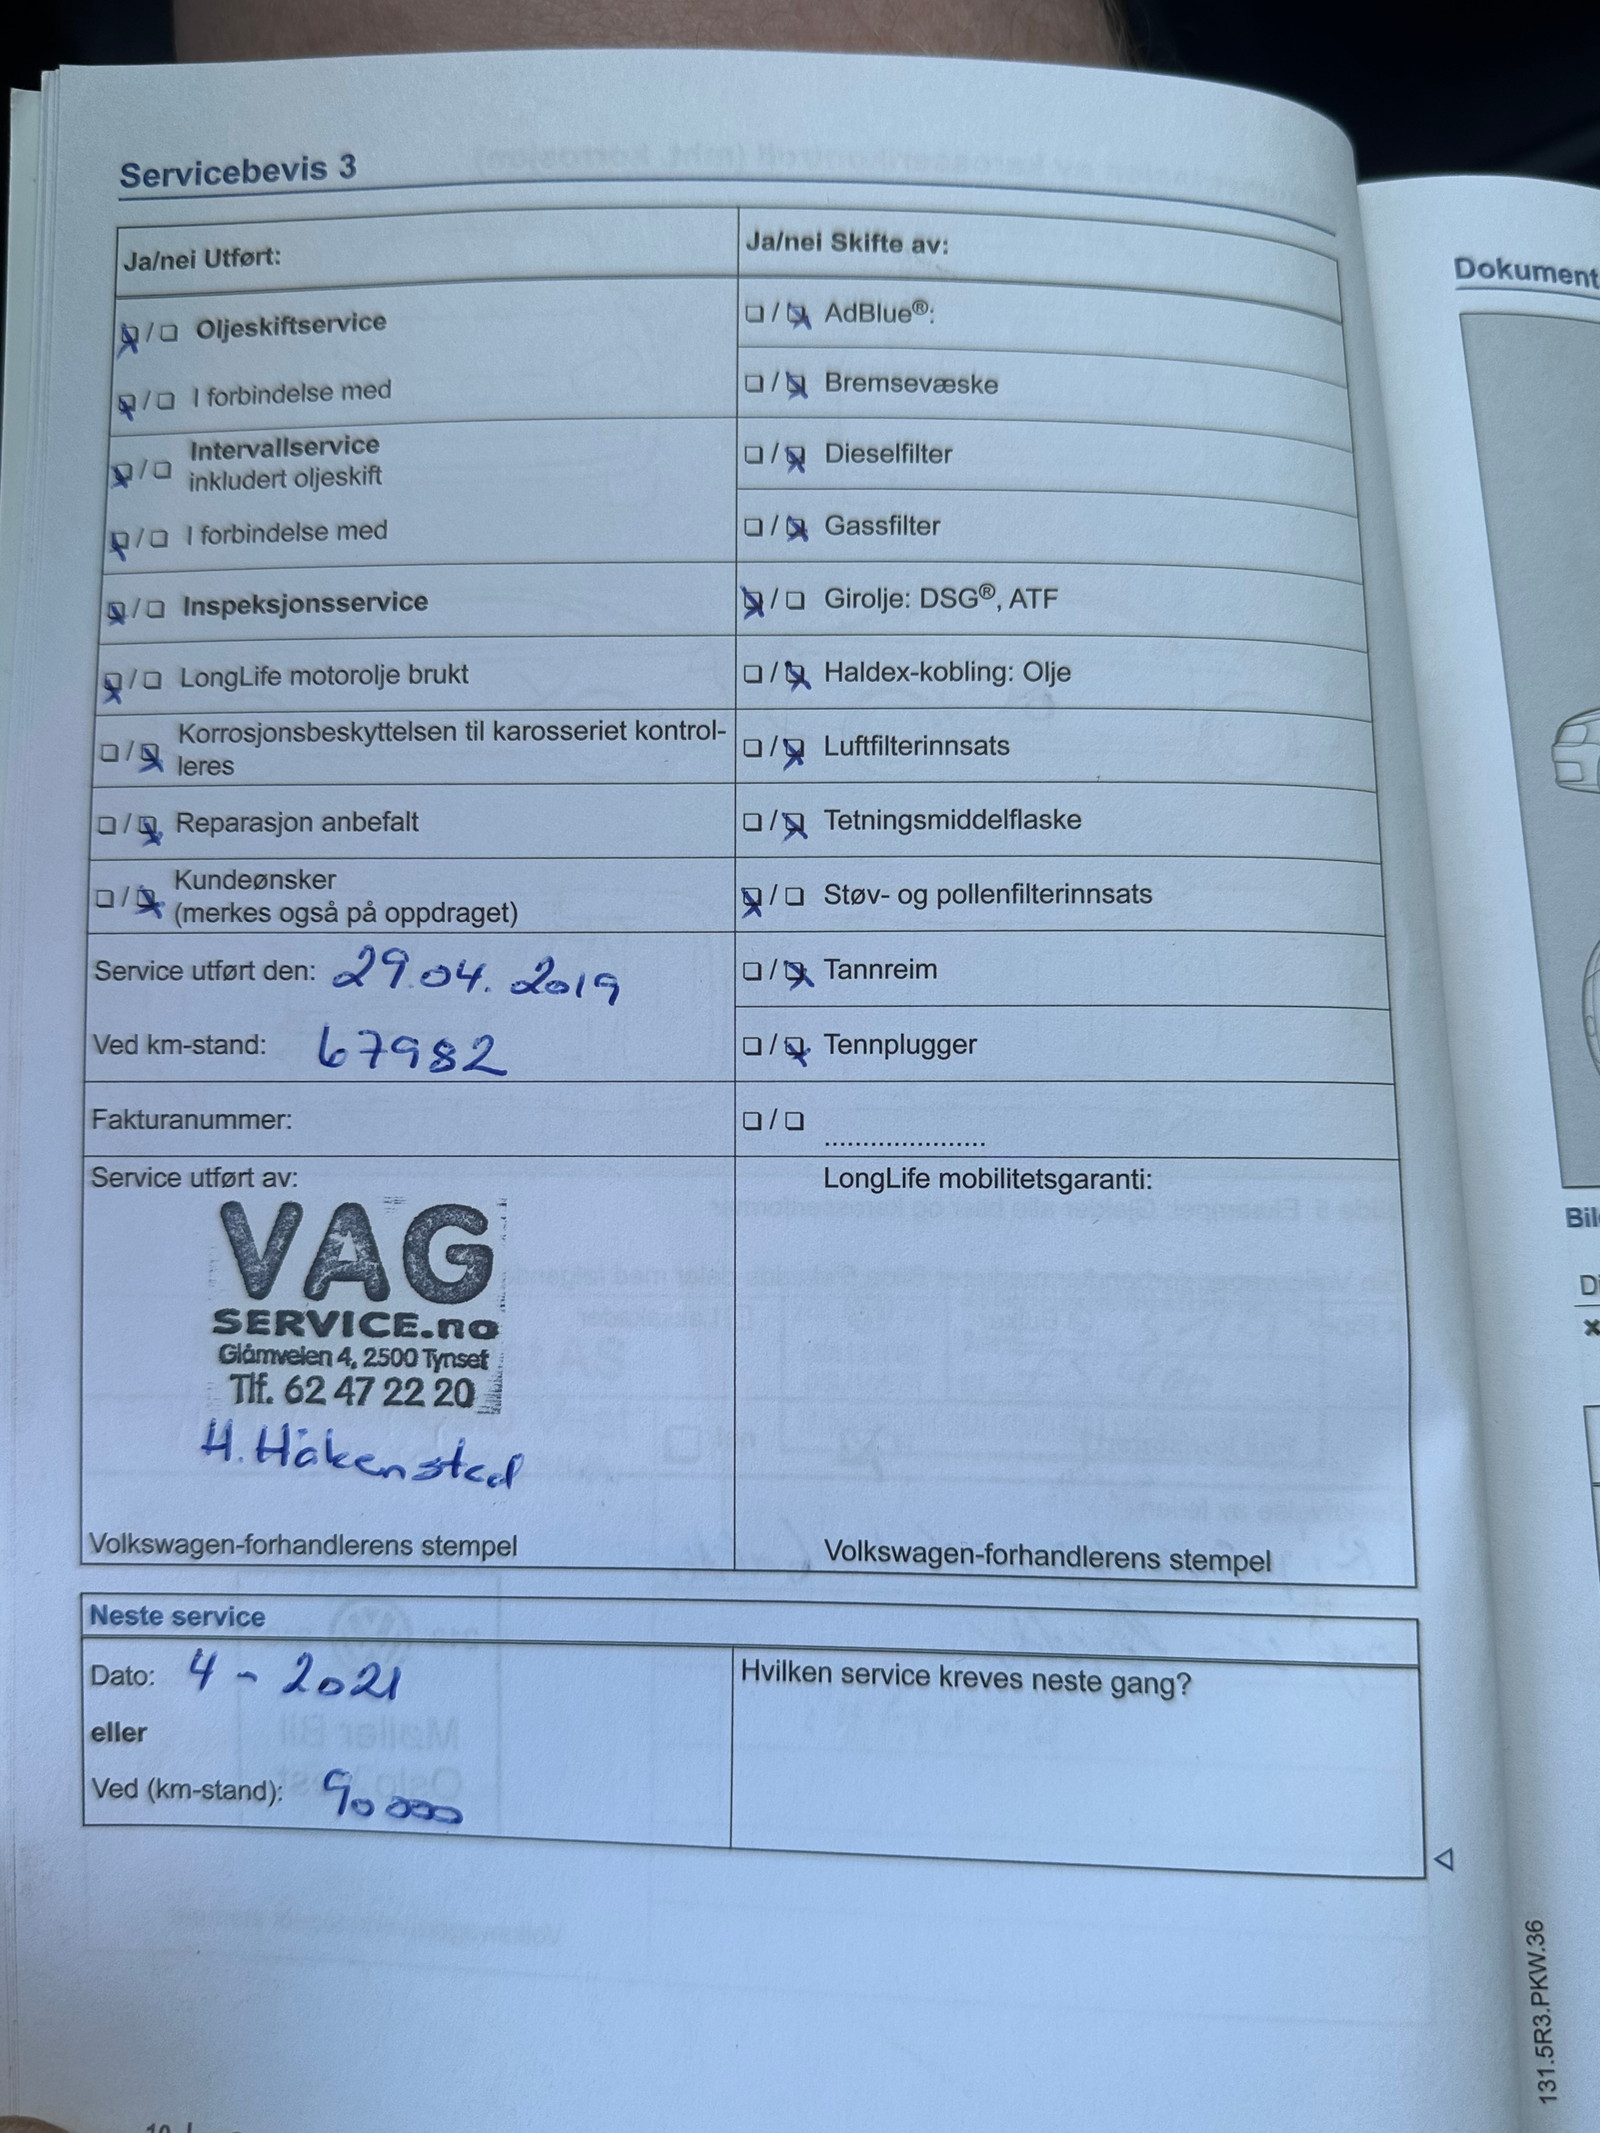 Servicebevis 3
Ja/nei Utført:
☒ / ☐ Oljeskiftservice
☒ / ☐ I forbindelse med
☒ / ☐ Intervallservice
inkludert oljeskift
☒ / ☐ I forbindelse med
☒ / ☐ Inspeksjonsservice
☒ / ☐ LongLife motorolje brukt
☐ / ☒ Korrosjonsbeskyttelsen til karosseriet kontrol-
leres
☐ / ☒ Reparasjon anbefalt
☐ / ☒ Kundeønsker
(merkes også på oppdraget)
Service utført den: 29.04.2019
Ved km-stand: 67982
Fakturanummer:
Service utført av:
VAG
SERVICE.no
Glåmveien 4, 2500 Tynset
Tlf. 62 47 22 20
H. Håkensted
Volkswagen-forhandlerens stempel
Ja/nei Skifte av:
☐ / ☒ AdBlue®:
☐ / ☒ Bremsevæske
☐ / ☒ Dieselfilter
☐ / ☒ Gassfilter
☒ / ☐ Girolje: DSG®, ATF
☐ / ☒ Haldex-kobling: Olje
☐ / ☒ Luftfilterinnsats
☐ / ☒ Tetningsmiddelflaske
☒ / ☐ Støv- og pollenfilterinnsats
☐ / ☒ Tannreim
☐ / ☒ Tennplugger
☐ / ☐ ......................
LongLife mobilitetsgaranti:
Volkswagen-forhandlerens stempel
Neste service
Dato: 4 - 2021
eller
Ved (km-stand): 90000
Hvilken service kreves neste gang?
131.5R3.PKW.36
Dokument
Bil